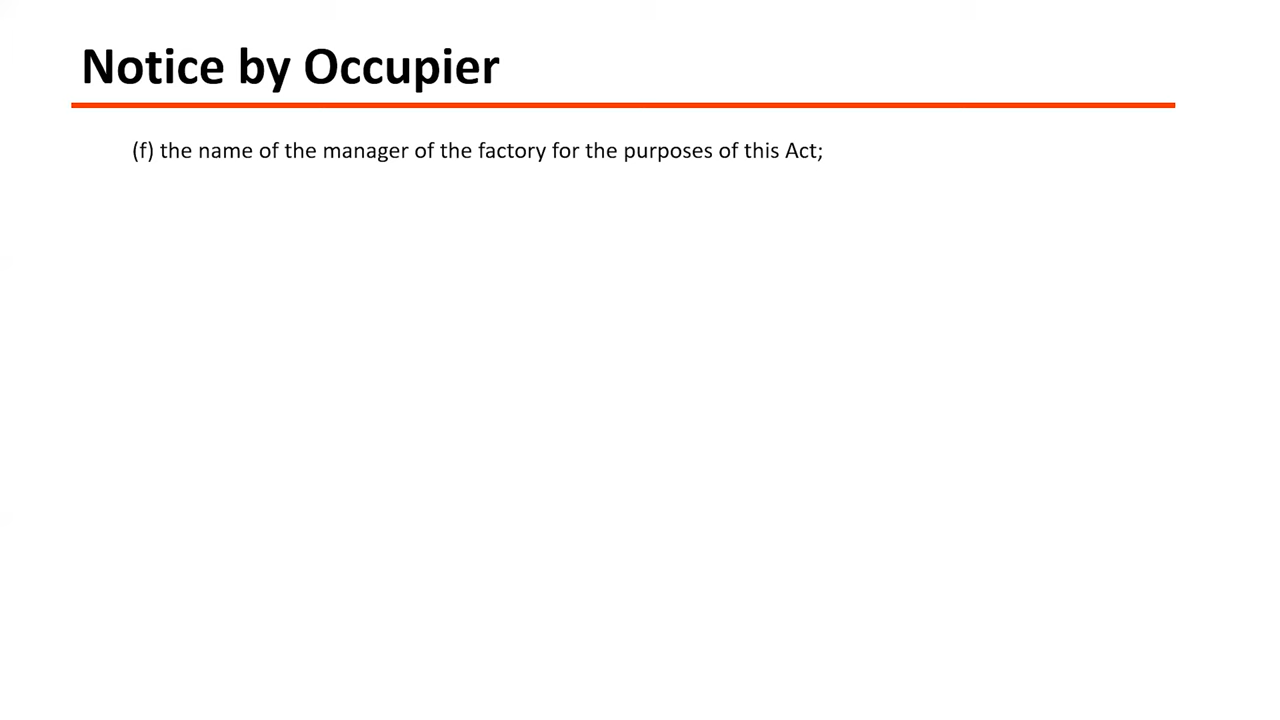 Notice by Occupier
(f) the name of the manager of the factory for the purposes of this Act;